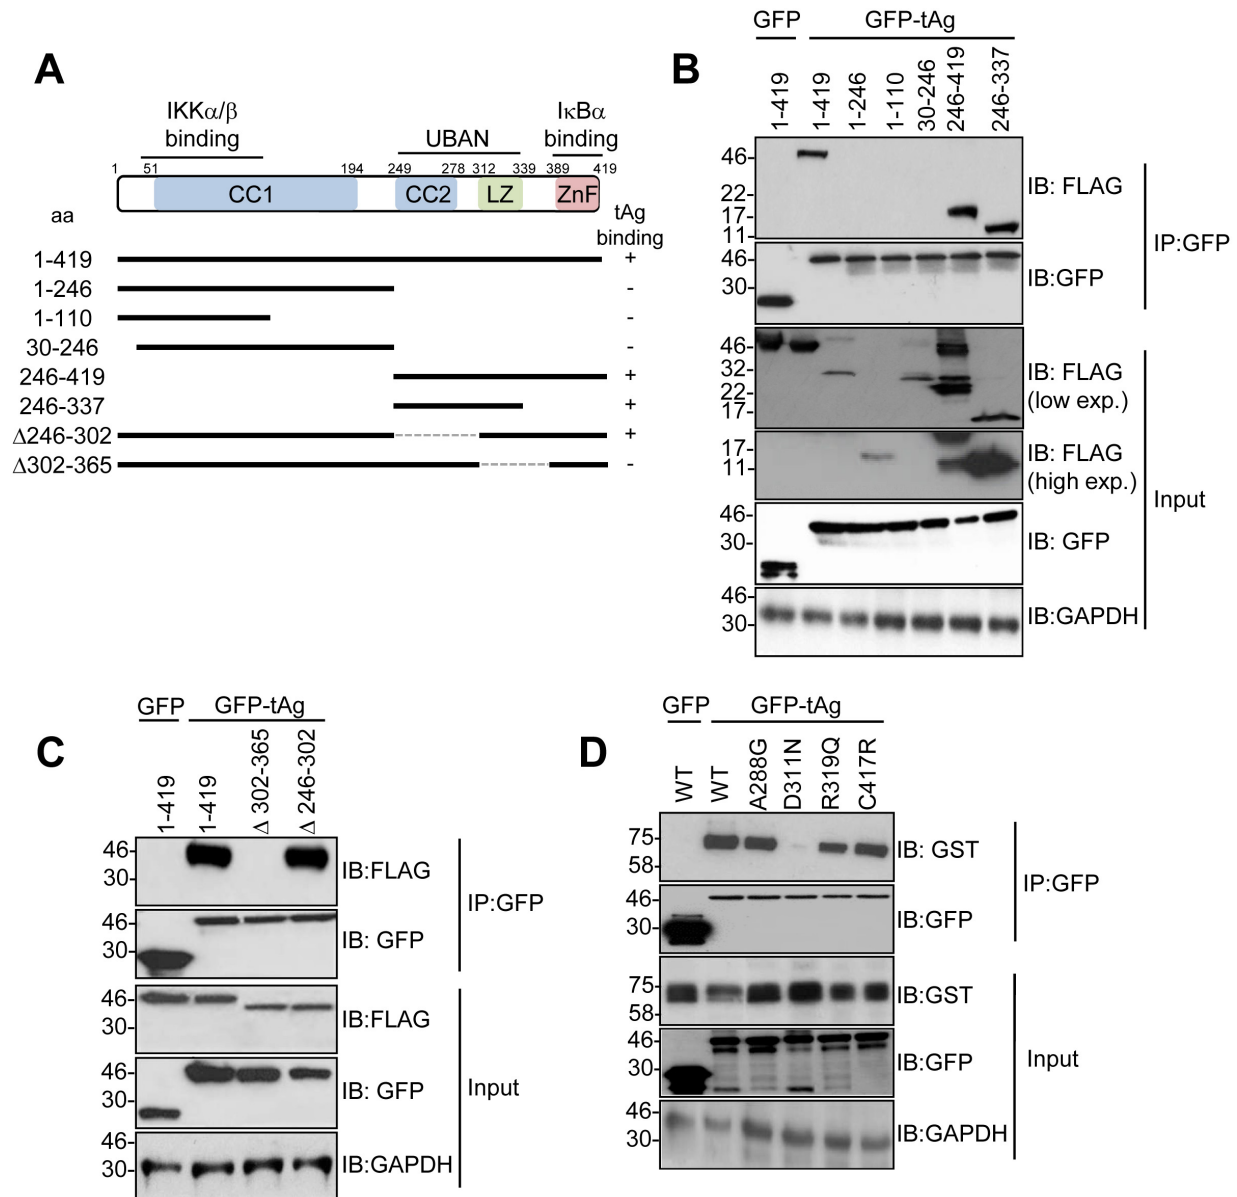 A
IKKα/β
binding
UBAN
IκBα
binding
1 51 194 249 278 312 339 389 419
CC1 CC2 LZ ZnF
aa
tAg
binding
1-419 +
1-246 -
1-110 -
30-246 -
246-419 +
246-337 +
Δ246-302 +
Δ302-365 -
B
GFP GFP-tAg
1-419 1-419 1-246 1-110 30-246 246-419 246-337
46-
22-
17-
11-
IB: FLAG
46-
30-
IB:GFP
IP:GFP
46-
32-
22-
17-
IB: FLAG
(low exp.)
17-
11-
IB: FLAG
(high exp.)
46-
30-
IB: GFP
46-
30-
IB:GAPDH
Input
C
GFP GFP-tAg
1-419 1-419 Δ 302-365 Δ 246-302
46-
30-
IB:FLAG
46-
30-
IB: GFP
IP:GFP
46-
30-
IB:FLAG
46-
30-
IB: GFP
46-
30-
IB:GAPDH
Input
D
GFP GFP-tAg
WT WT A288G D311N R319Q C417R
75-
58-
IB: GST
46-
30-
IB:GFP
IP:GFP
75-
58-
IB:GST
46-
30-
IB:GFP
46-
30-
IB:GAPDH
Input